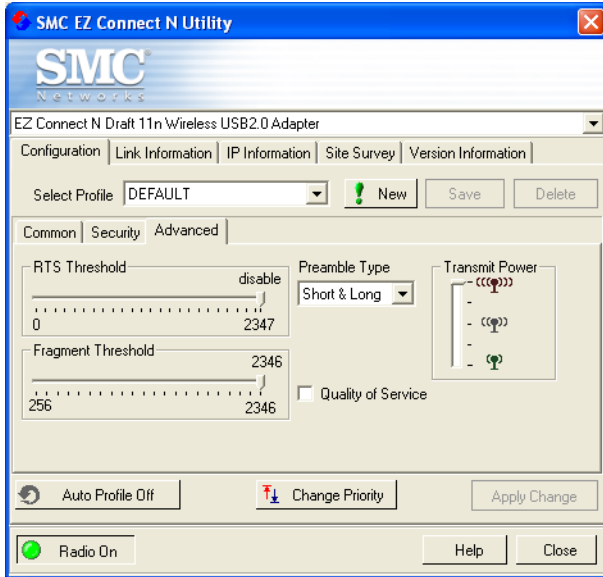 SMC EZ Connect N Utility
SMC
Networks
EZ Connect N Draft 11n Wireless USB2.0 Adapter
Configuration Link Information IP Information Site Survey Version Information
Select Profile DEFAULT New Save Delete
Common Security Advanced
RTS Threshold
disable
0 2347
Fragment Threshold
2346
256 2346
Preamble Type
Short & Long
Quality of Service
Transmit Power
Auto Profile Off Change Priority Apply Change
Radio On Help Close